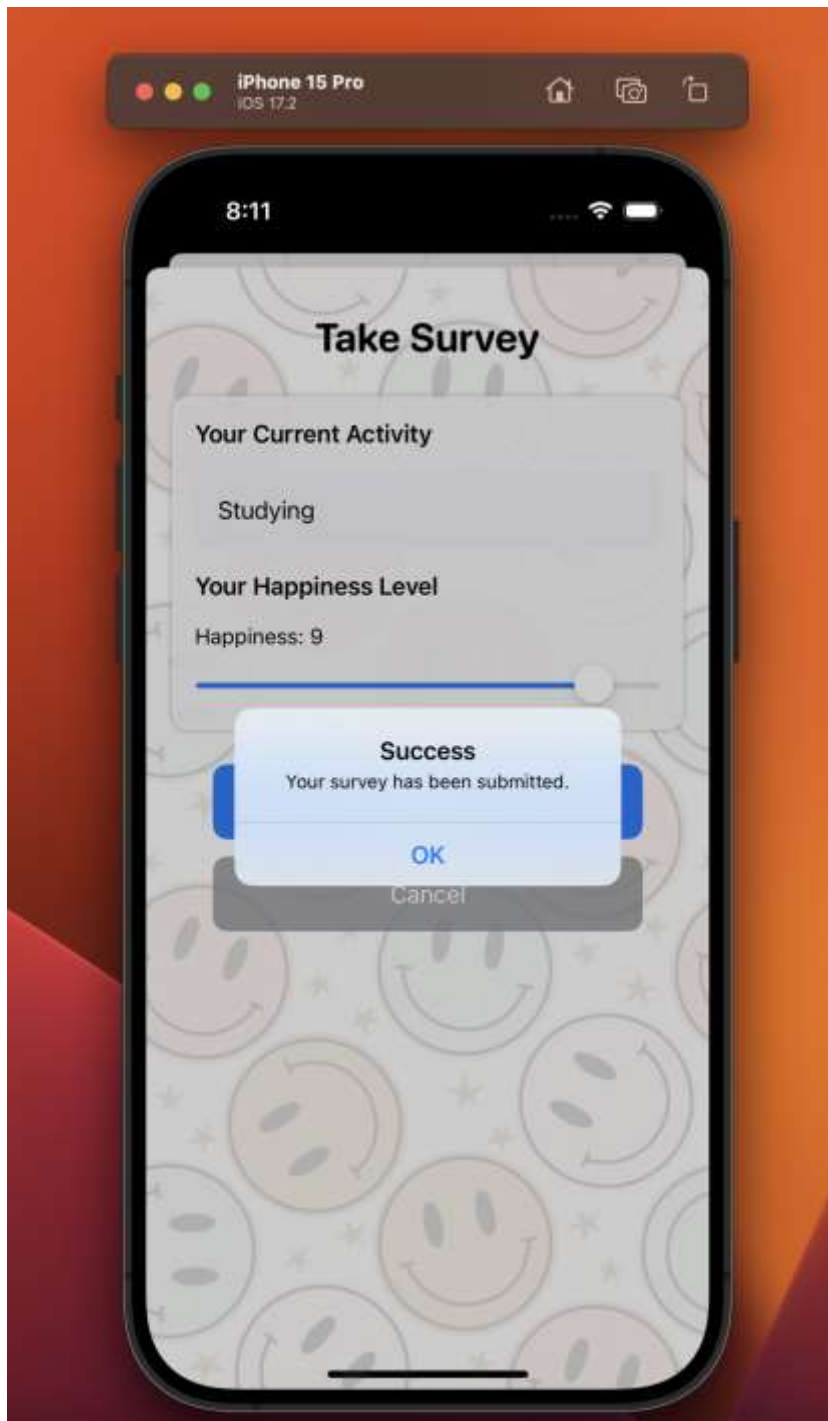 iPhone 15 Pro
iOS 17.2
8:11
Take Survey
Your Current Activity
Studying
Your Happiness Level
Happiness: 9
Success
Your survey has been submitted.
OK
Cancel